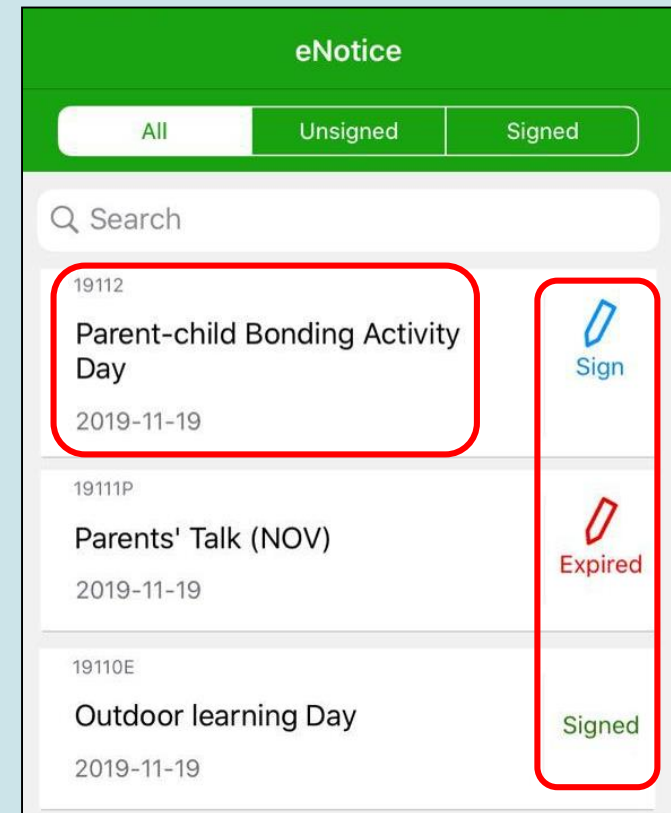 eNotice
All Unsigned Signed
Search
19112
Parent-child Bonding Activity
Day
Sign
2019-11-19
19111P
Parents' Talk (NOV)
Expired
2019-11-19
19110E
Outdoor learning Day
Signed
2019-11-19